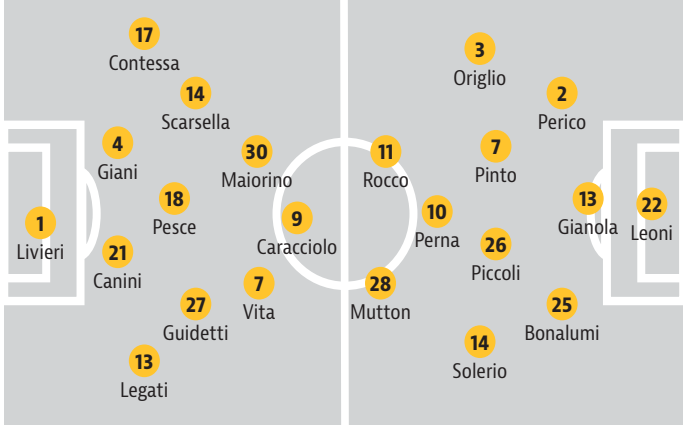 17
Contessa
14
Scarsella
4
Giani
30
Maiorino
18
Pesce
9
Caracciolo
1
Livieri
21
Canini
7
Vita
27
Guidetti
13
Legati
3
Origlio
2
Perico
7
Pinto
11
Rocco
13
Gianola
22
Leoni
10
Perna
26
Piccoli
28
Mutton
25
Bonalumi
14
Solerio